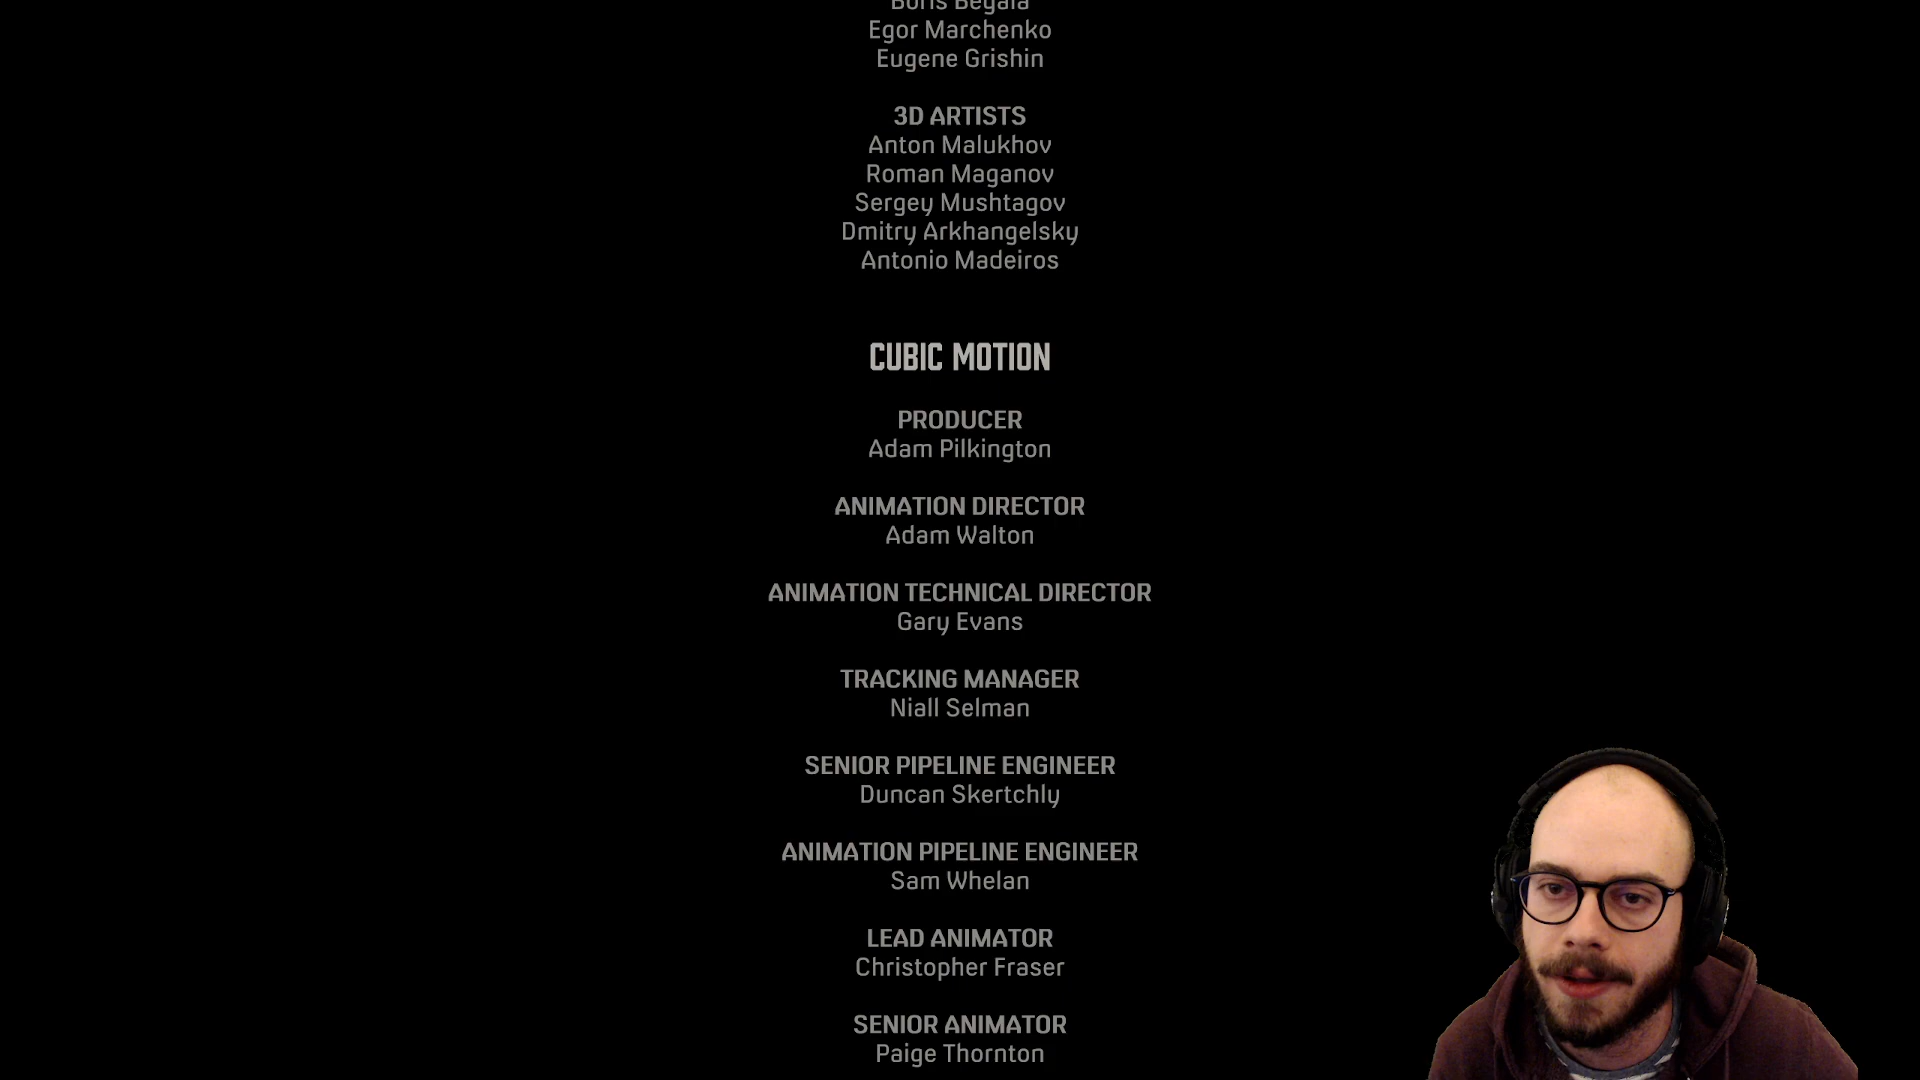 Boris Begala
Egor Marchenko
Eugene Grishin
3D ARTISTS
Anton Malukhov
Roman Maganov
Sergey Mushtagov
Dmitry Arkhangelsky
Antonio Madeiros
CUBIC MOTION
PRODUCER
Adam Pilkington
ANIMATION DIRECTOR
Adam Walton
ANIMATION TECHNICAL DIRECTOR
Gary Evans
TRACKING MANAGER
Niall Selman
SENIOR PIPELINE ENGINEER
Duncan Skertchly
ANIMATION PIPELINE ENGINEER
Sam Whelan
LEAD ANIMATOR
Christopher Fraser
SENIOR ANIMATOR
Paige Thornton